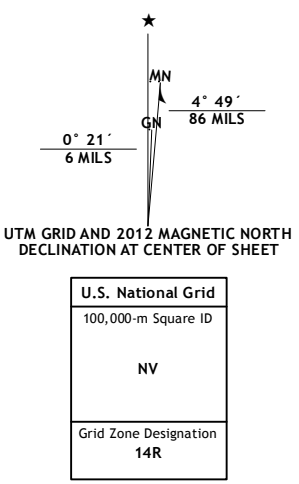 ★
MN
4° 49´
86 MILS
GN
0° 21´
6 MILS
UTM GRID AND 2012 MAGNETIC NORTH
DECLINATION AT CENTER OF SHEET
U.S. National Grid
100,000-m Square ID
NV
Grid Zone Designation
14R